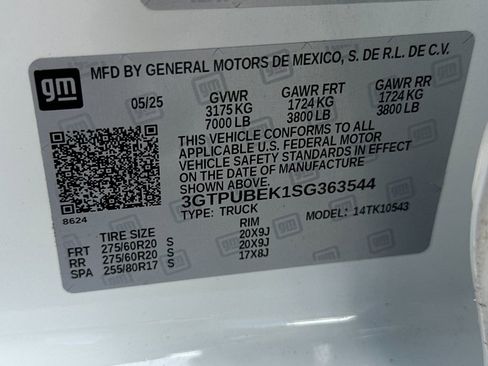 gm
MFD BY GENERAL MOTORS DE MEXICO, S. DE R.L. DE C.V.
05/25 GVWR GAWR FRT GAWR RR
3175 KG 1724 KG 1724 KG
7000 LB 3800 LB 3800 LB
THIS VEHICLE CONFORMS TO ALL
APPLICABLE U.S. FEDERAL MOTOR
VEHICLE SAFETY STANDARDS IN EFFECT
ON THE DATE OF MANUFACTURE
SHOWN ABOVE.
3GTPUBEK1SG363544
8624 TYPE: TRUCK MODEL: 14TK10543
TIRE SIZE RIM
FRT 275/60R20 S 20X9J
RR 275/60R20 S 20X9J
SPA 255/80R17 S 17X8J